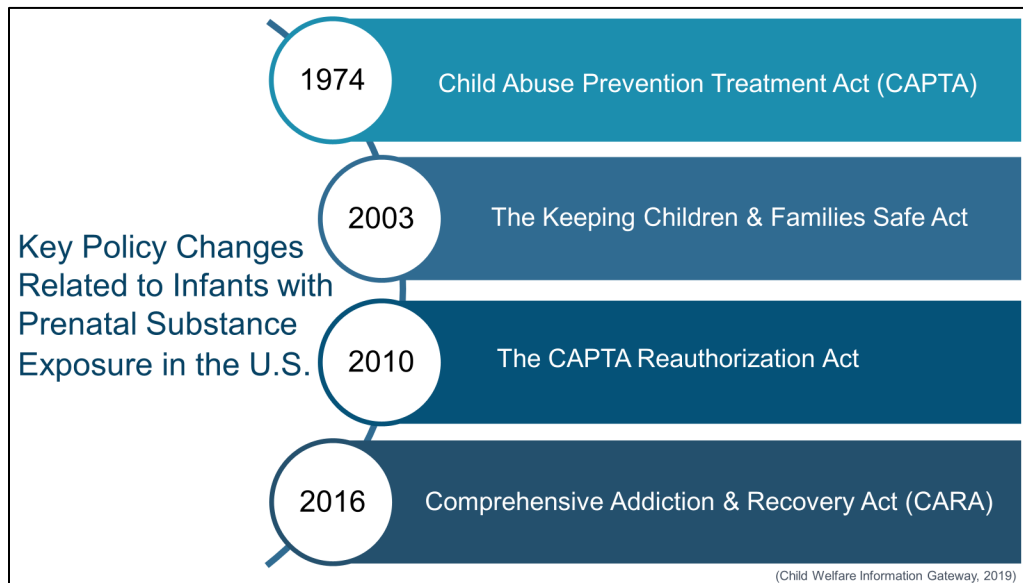 1974
Child Abuse Prevention Treatment Act (CAPTA)
2003
The Keeping Children & Families Safe Act
Key Policy Changes
Related to Infants with
Prenatal Substance
Exposure in the U.S.
2010
The CAPTA Reauthorization Act
2016
Comprehensive Addiction & Recovery Act (CARA)
(Child Welfare Information Gateway, 2019)